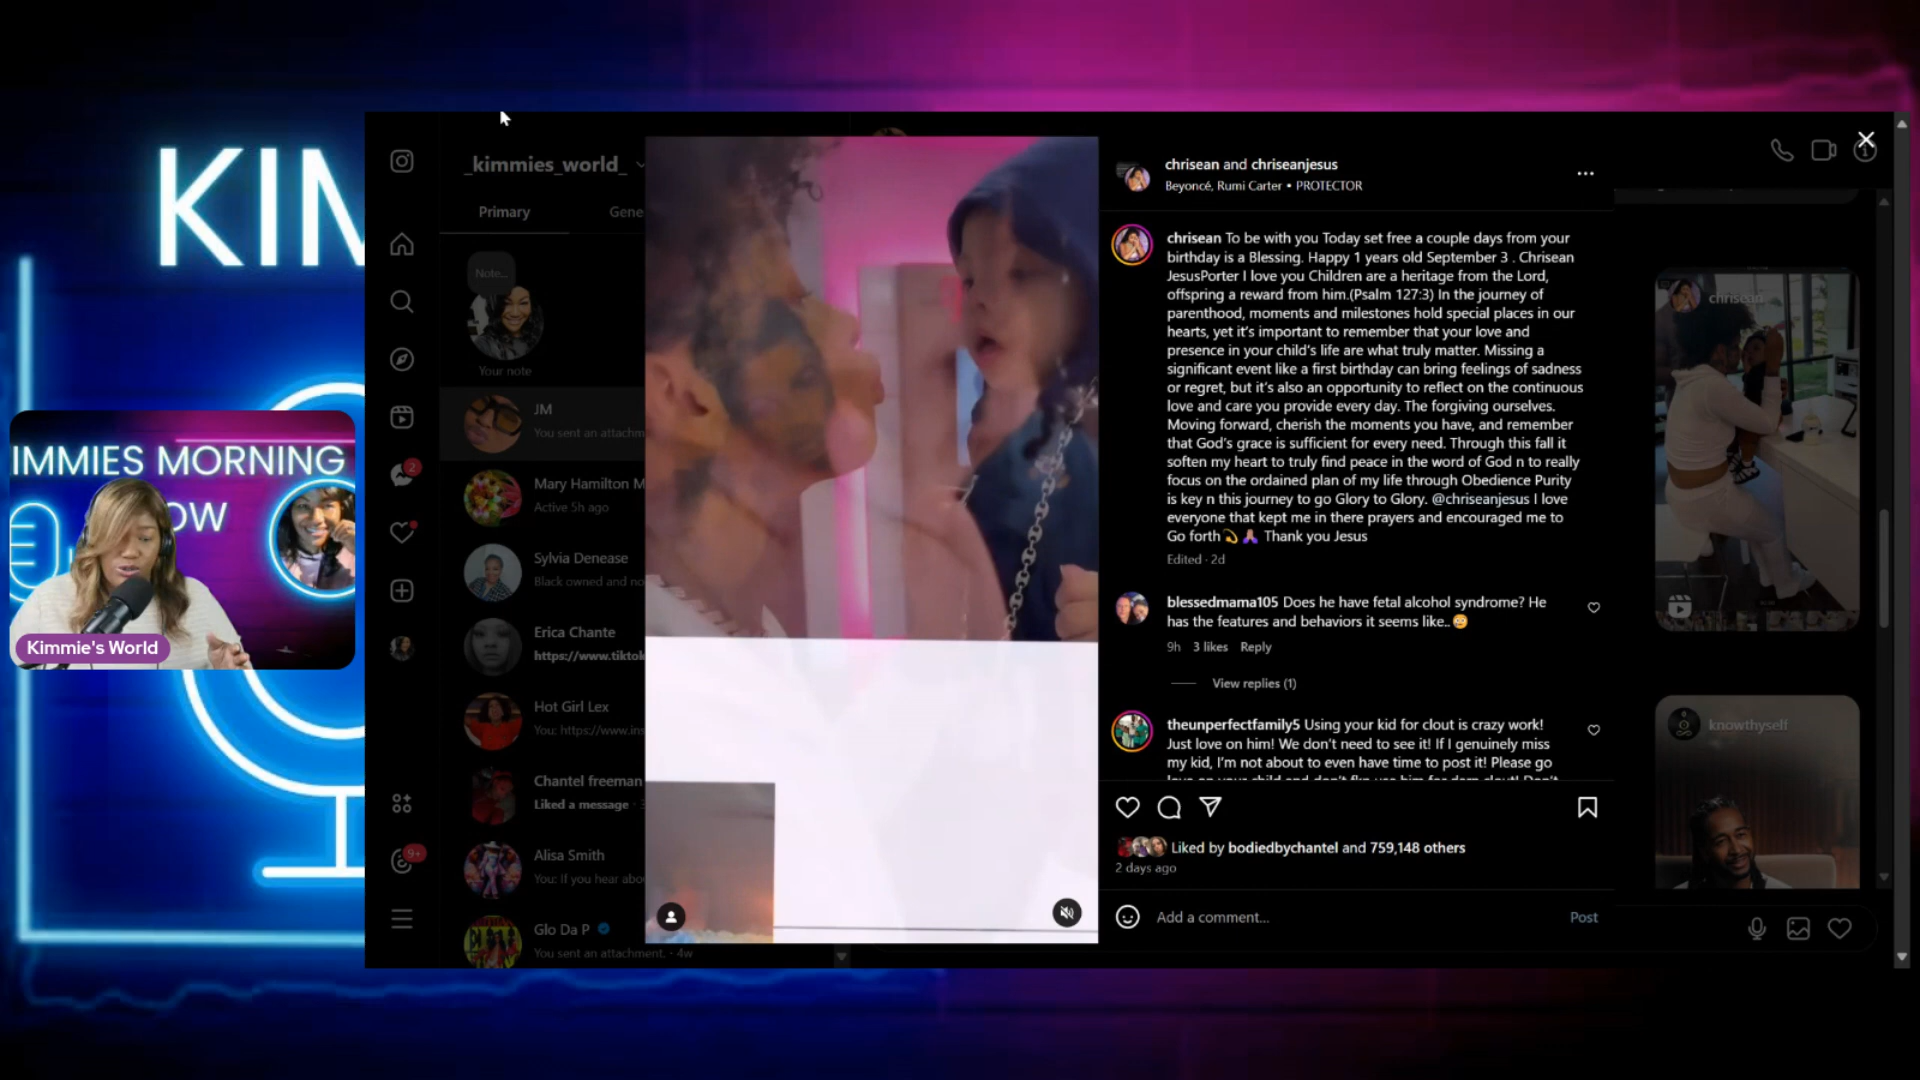 KIM
IMMIES MORNING
OW
Kimmie's World
_kimmies_world_
Primary
Gene
Note...
Your note
JM
You sent an attachm
Mary Hamilton M
Active 5h ago
Sylvia Denease
Black owned and no
Erica Chante
https://www.tiktok
Hot Girl Lex
You: https://www.ins
Chantel freeman
Liked a message
Alisa Smith
You: If you hear abo
Glo Da P
You sent an attachment. · 4w
2
9+
chrisean and chriseanjesus
Beyoncé, Rumi Carter • PROTECTOR
chrisean To be with you Today set free a couple days from your
birthday is a Blessing. Happy 1 years old September 3 . Chrisean
JesusPorter I love you Children are a heritage from the Lord,
offspring a reward from him.(Psalm 127:3) In the journey of
parenthood, moments and milestones hold special places in our
hearts, yet it's important to remember that your love and
presence in your child's life are what truly matter. Missing a
significant event like a first birthday can bring feelings of sadness
or regret, but it's also an opportunity to reflect on the continuous
love and care you provide every day. The forgiving ourselves.
Moving forward, cherish the moments you have, and remember
that God's grace is sufficient for every need. Through this fall it
soften my heart to truly find peace in the word of God n to really
focus on the ordained plan of my life through Obedience Purity
is key n this journey to go Glory to Glory. @chriseanjesus I love
everyone that kept me in there prayers and encouraged me to
Go forth 💫 🙏🏾 Thank you Jesus
Edited · 2d
blessedmama105 Does he have fetal alcohol syndrome? He
has the features and behaviors it seems like..😳
9h 3 likes Reply
View replies (1)
theunperfectfamily5 Using your kid for clout is crazy work!
Just love on him! We don't need to see it! If I genuinely miss
my kid, I'm not about to even have time to post it! Please go
Liked by bodiedbychantel and 759,148 others
2 days ago
Add a comment...
Post
chrisean
knowthyself